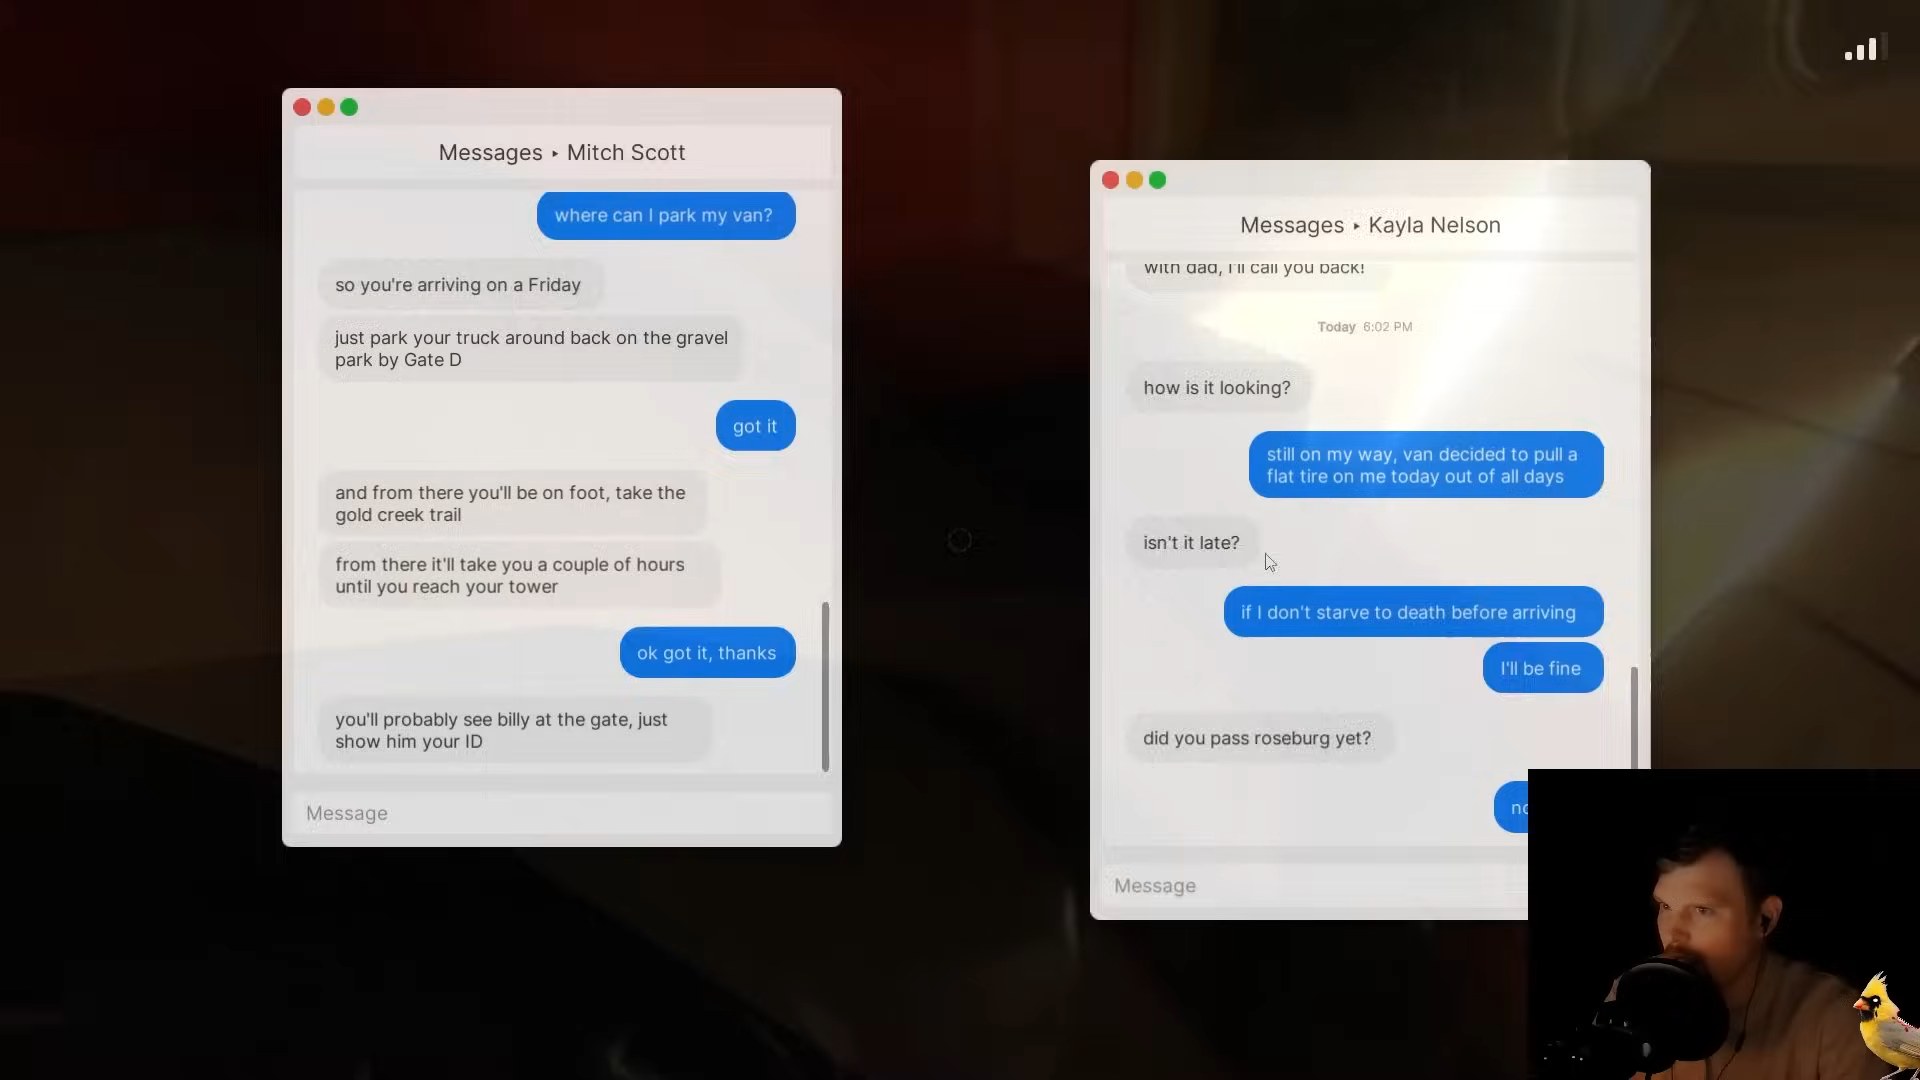 Messages ▸ Mitch Scott
where can I park my van?
so you're arriving on a Friday
just park your truck around back on the gravel
park by Gate D
got it
and from there you'll be on foot, take the
gold creek trail
from there it'll take you a couple of hours
until you reach your tower
ok got it, thanks
you'll probably see billy at the gate, just
show him your ID
Message
Messages ▸ Kayla Nelson
with dad, I'll call you back!
Today 6:02 PM
how is it looking?
still on my way, van decided to pull a
flat tire on me today out of all days
isn't it late?
if I don't starve to death before arriving
I'll be fine
did you pass roseburg yet?
Message